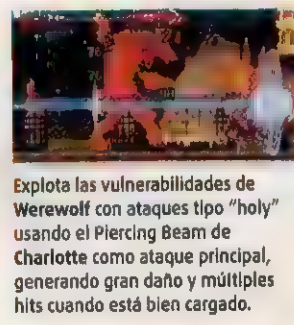 Explota las vulnerabilidades de
Werewolf con ataques tipo "holy"
usando el Piercing Beam de
Charlotte como ataque principal,
generando gran daño y múltiples
hits cuando está bien cargado.